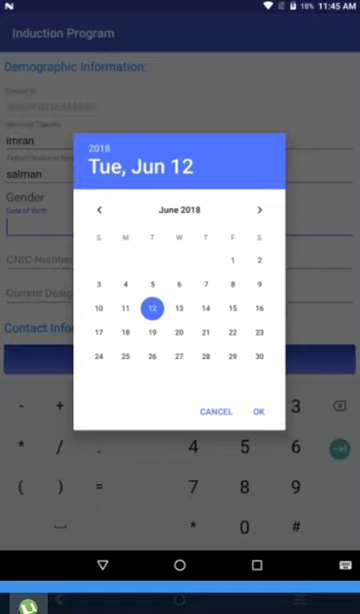 18% 11:45 AM
Induction Program
Demographic Information:
imran
salman
Gender
Date of Birth
CNIC Number
Current Desig
Contact Info
2018
Tue, Jun 12
June 2018
S M T W T F S
1 2
3 4 5 6 7 8 9
10 11 12 13 14 15 16
17 18 19 20 21 22 23
24 25 26 27 28 29 30
CANCEL OK
- + 3
* / . 4 5 6
( ) = 7 8 9
* 0 #